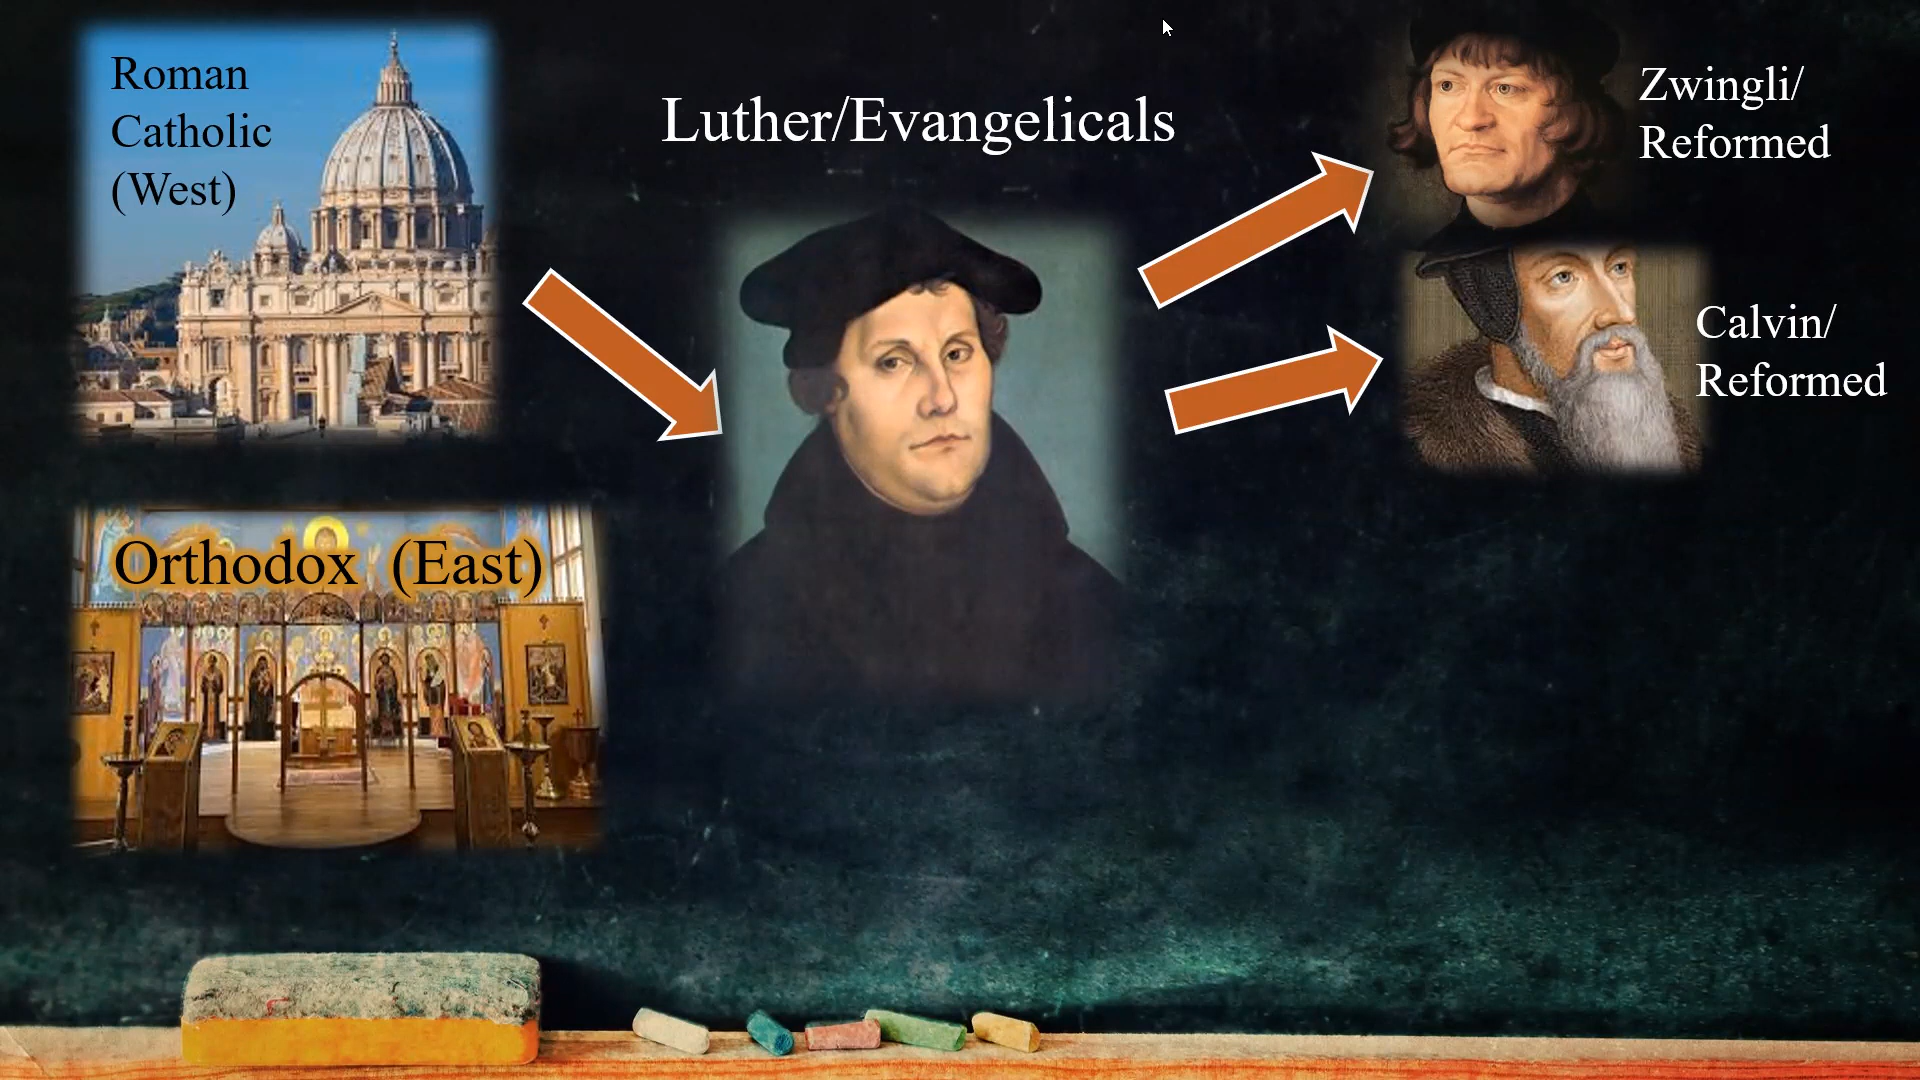 Roman
Catholic
(West)
Luther/Evangelicals
Zwingli/
Reformed
Calvin/
Reformed
Orthodox (East)